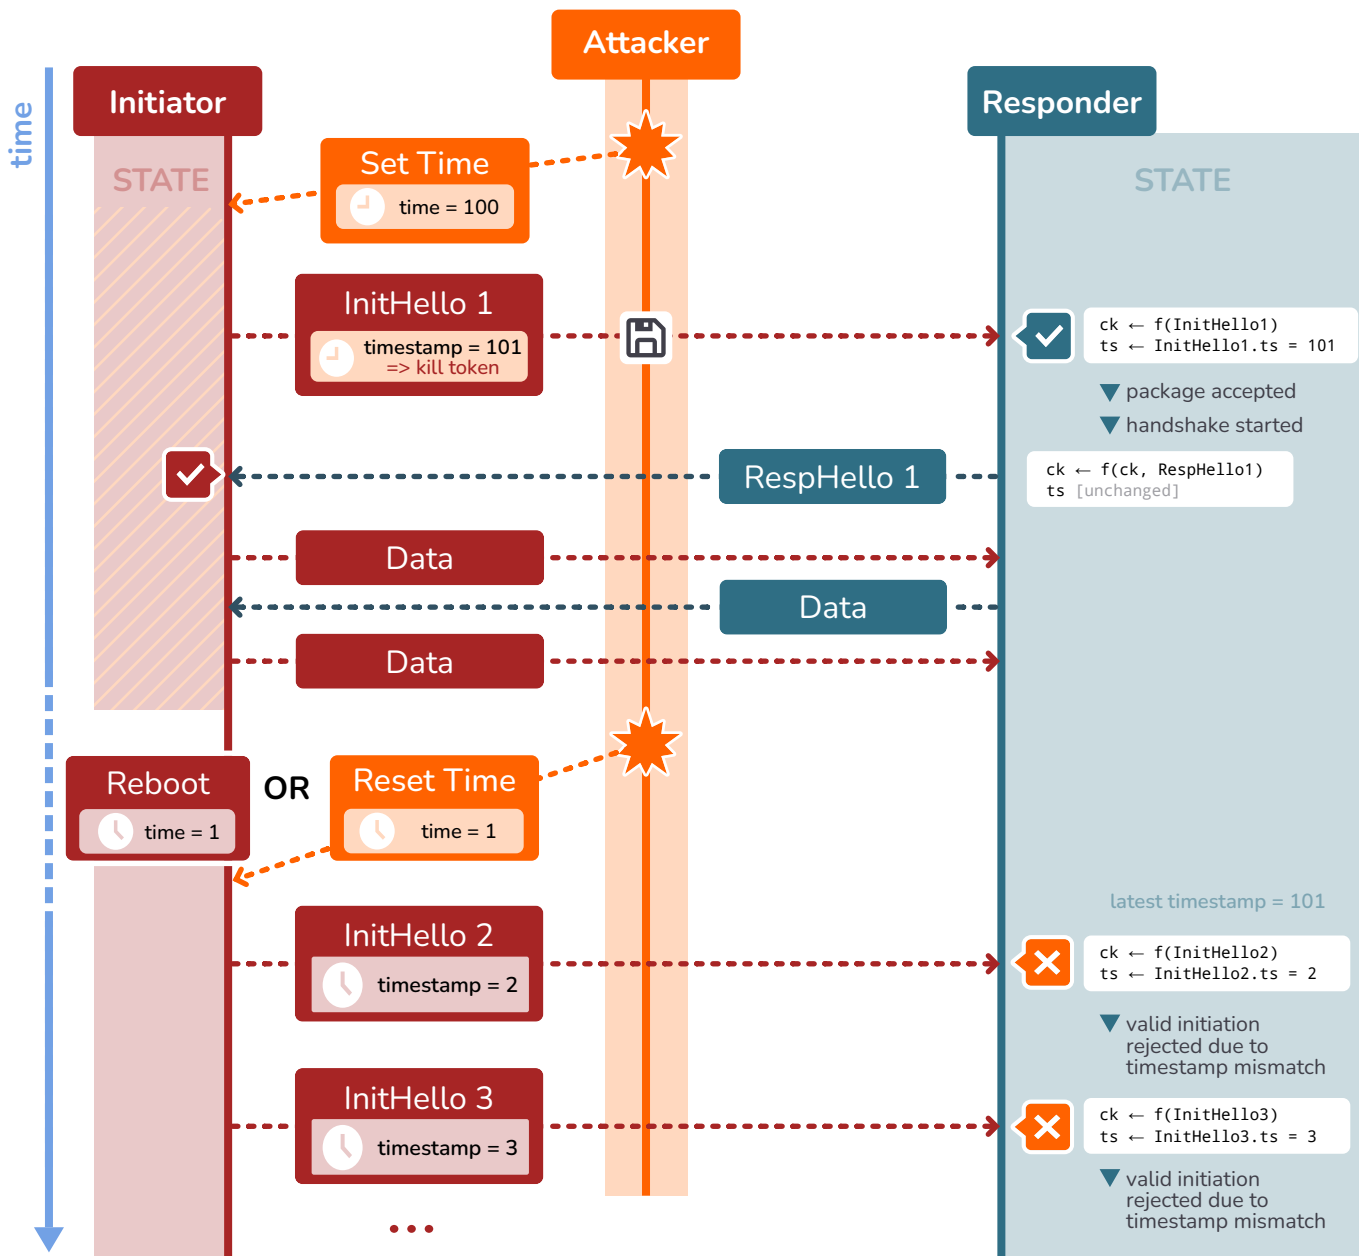 Attacker
Initiator
Responder
time
STATE
STATE
Set Time
time = 100
InitHello 1
timestamp = 101
=> kill token
ck ← f(InitHello1)
ts ← InitHello1.ts = 101
package accepted
handshake started
RespHello 1
ck ← f(ck, RespHello1)
ts [unchanged]
Data
Data
Data
Reboot
time = 1
OR
Reset Time
time = 1
latest timestamp = 101
InitHello 2
timestamp = 2
ck ← f(InitHello2)
ts ← InitHello2.ts = 2
valid initiation
rejected due to
timestamp mismatch
InitHello 3
timestamp = 3
ck ← f(InitHello3)
ts ← InitHello3.ts = 3
valid initiation
rejected due to
timestamp mismatch
...